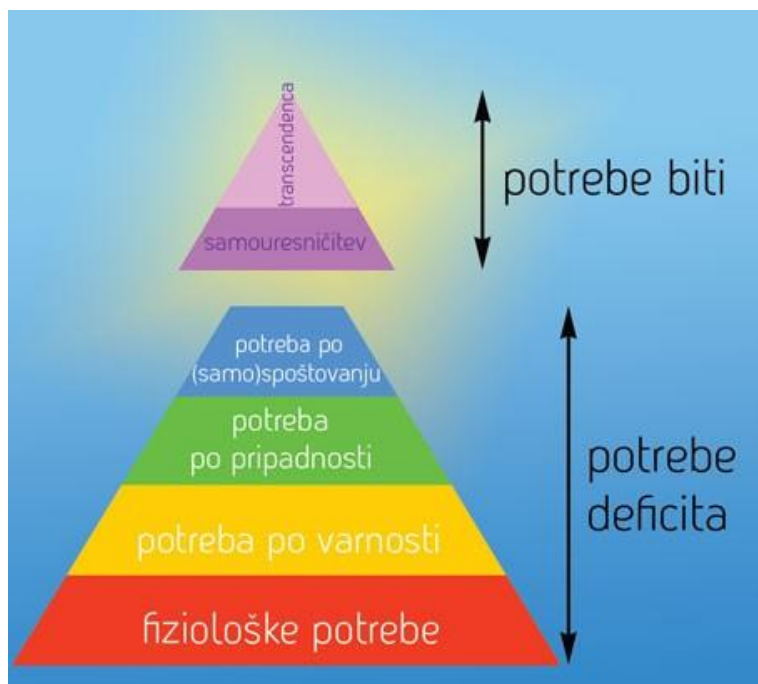 transcendenca
samouresničitev
potrebe biti
potreba po
(samo)spoštovanju
potreba
po pripadnosti
potreba po varnosti
fiziološke potrebe
potrebe
deficita